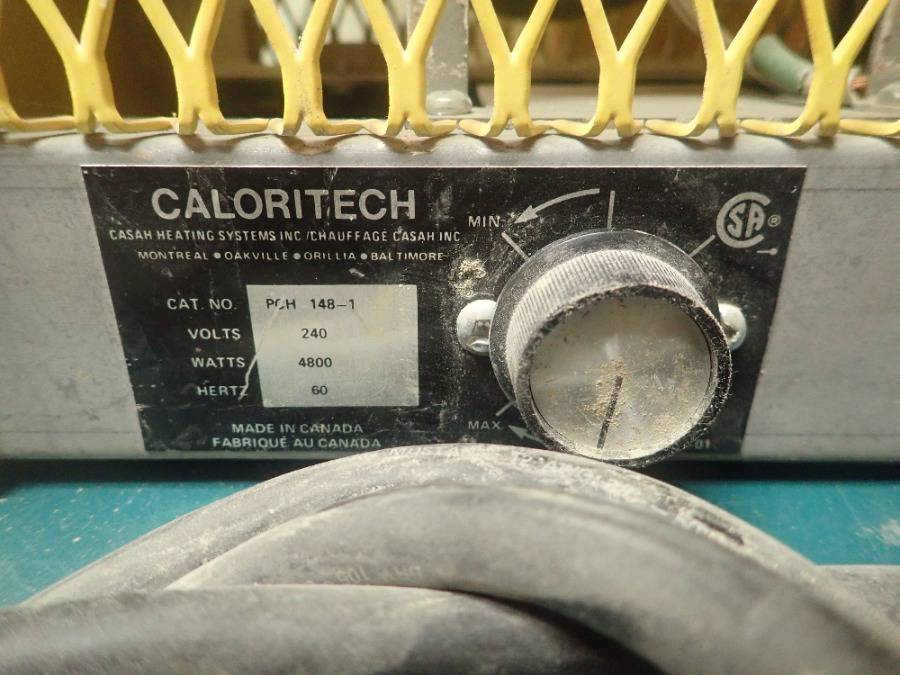 CALORITECH
CASAH HEATING SYSTEMS INC /CHAUFFAGE CASAH INC
MONTREAL ● OAKVILLE ● ORILLIA ● BALTIMORE
CAT. NO. PCH 148-1
VOLTS 240
WATTS 4800
HERTZ 60
MADE IN CANADA
FABRIQUÉ AU CANADA
MIN.
MAX
CSA ®
01